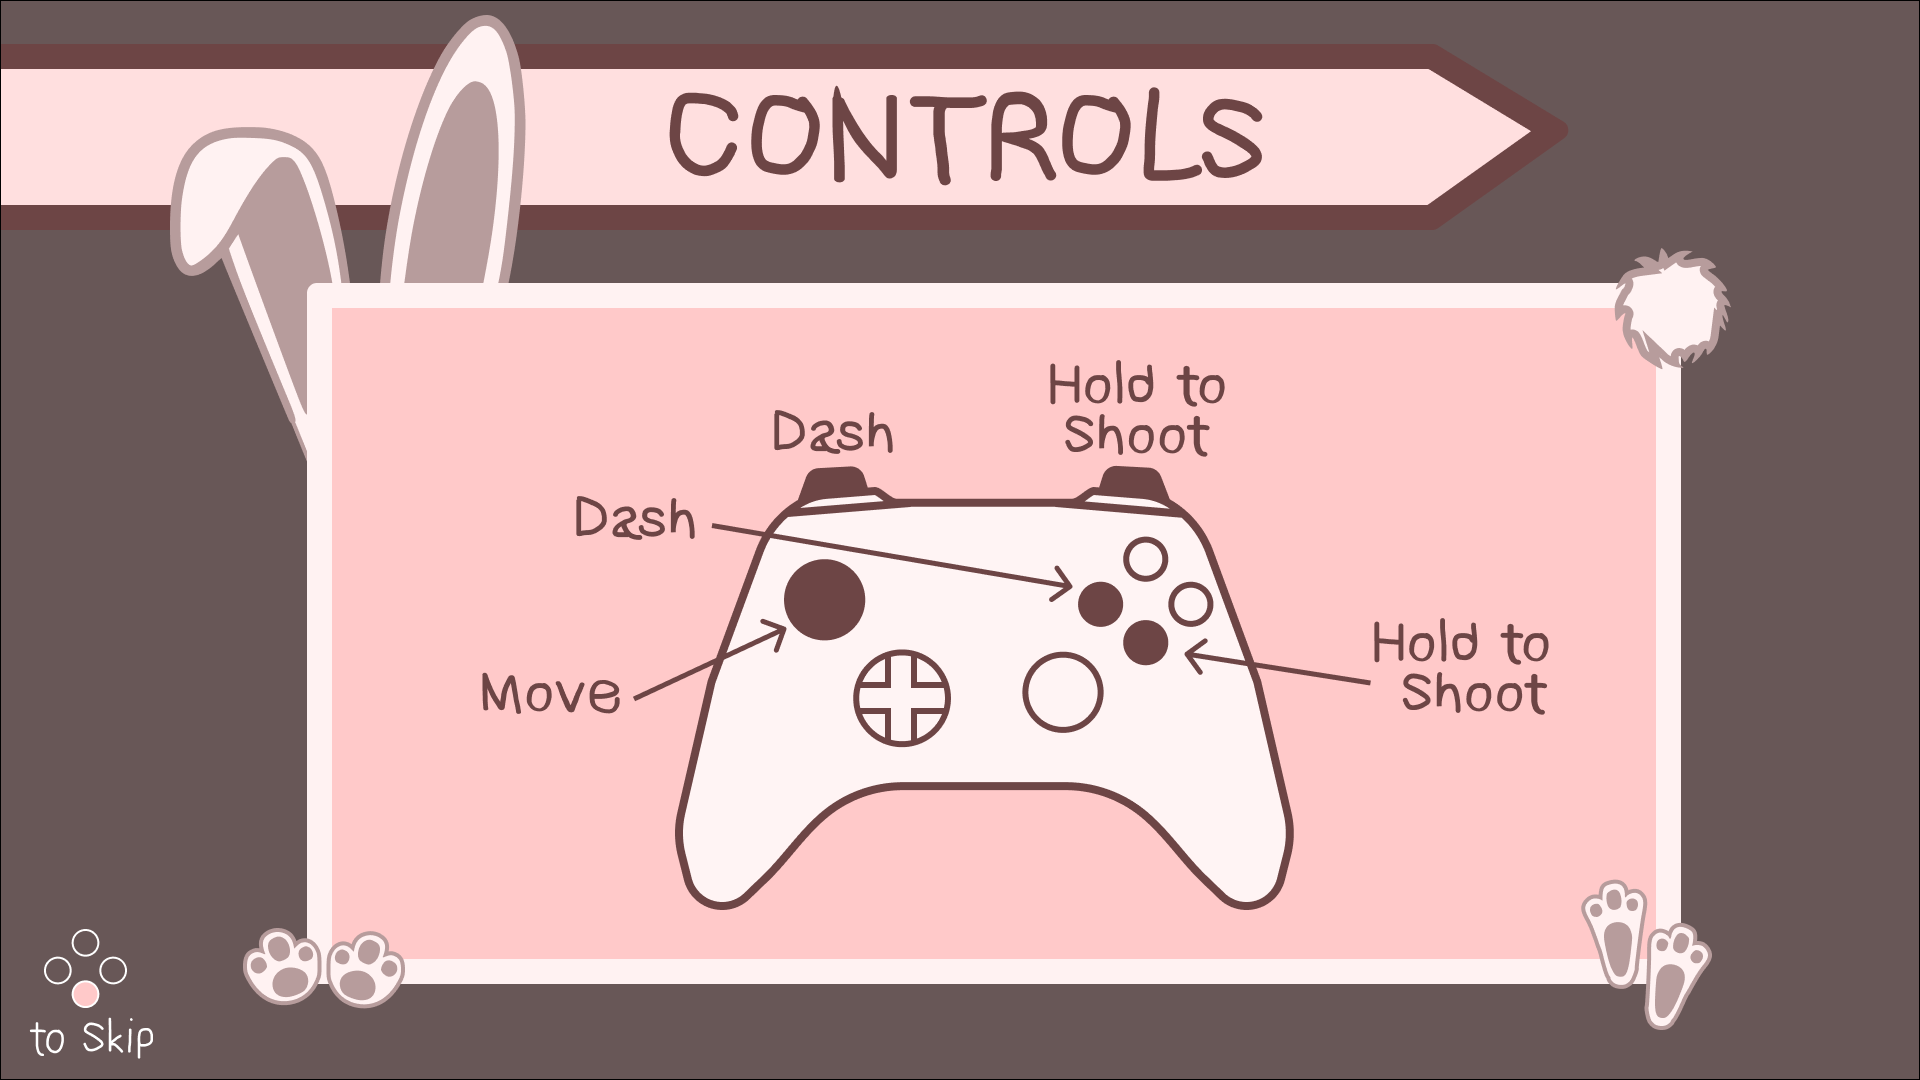 CONTROLS
Hold to
Shoot
Dash
Dash
Hold to
Shoot
Move
to Skip